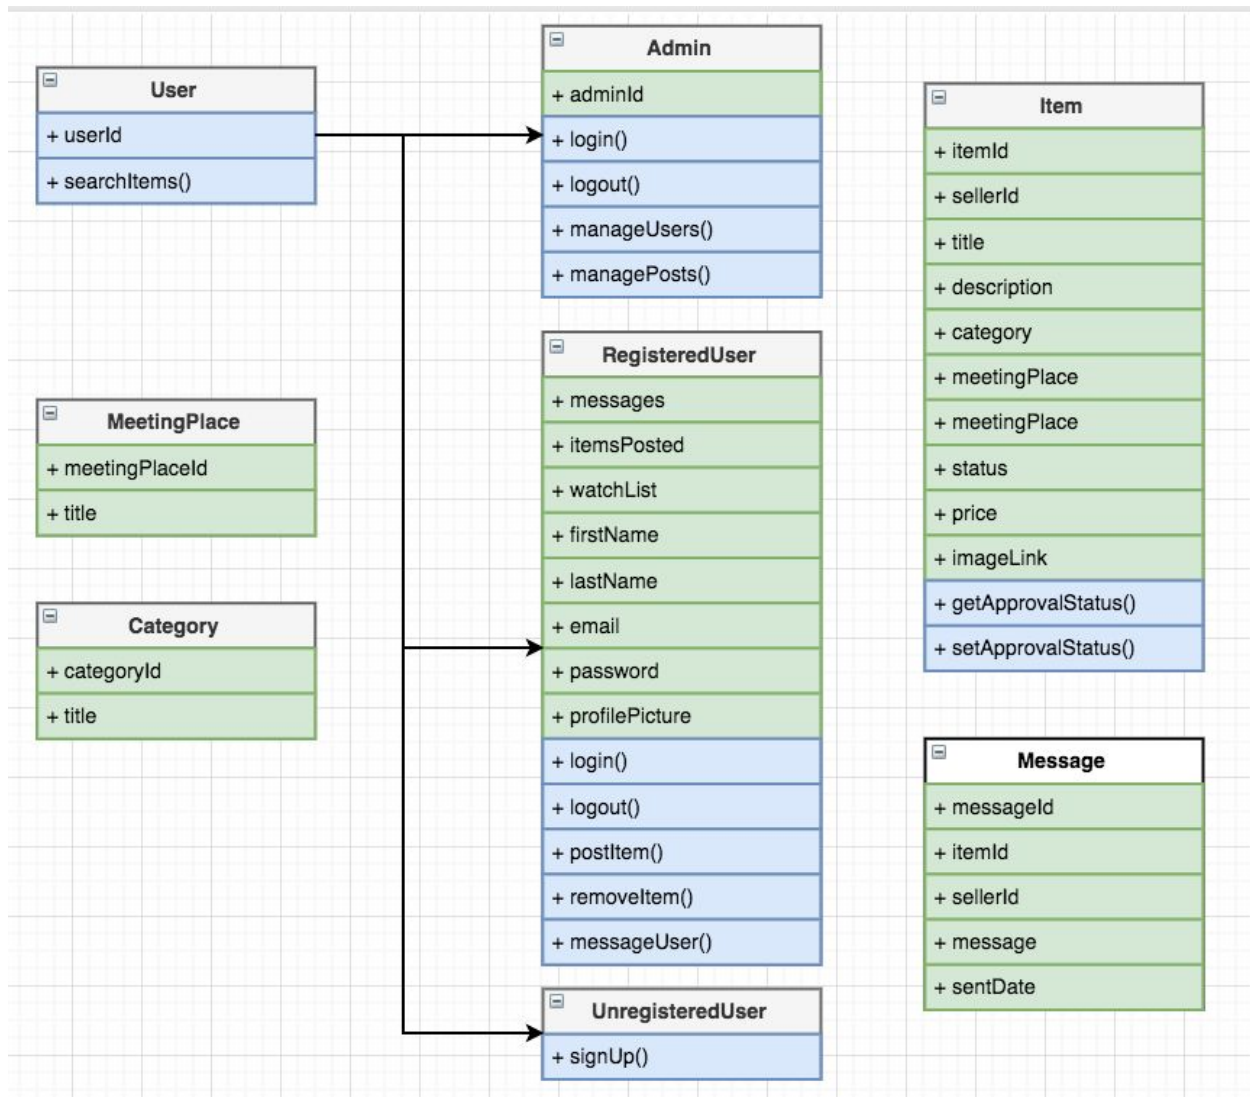 User
+ userId
+ searchItems()
MeetingPlace
+ meetingPlaceId
+ title
Category
+ categoryId
+ title
Admin
+ adminId
+ login()
+ logout()
+ manageUsers()
+ managePosts()
RegisteredUser
+ messages
+ itemsPosted
+ watchList
+ firstName
+ lastName
+ email
+ password
+ profilePicture
+ login()
+ logout()
+ postItem()
+ removeItem()
+ messageUser()
UnregisteredUser
+ signUp()
Item
+ itemId
+ sellerId
+ title
+ description
+ category
+ meetingPlace
+ meetingPlace
+ status
+ price
+ imageLink
+ getApprovalStatus()
+ setApprovalStatus()
Message
+ messageId
+ itemId
+ sellerId
+ message
+ sentDate